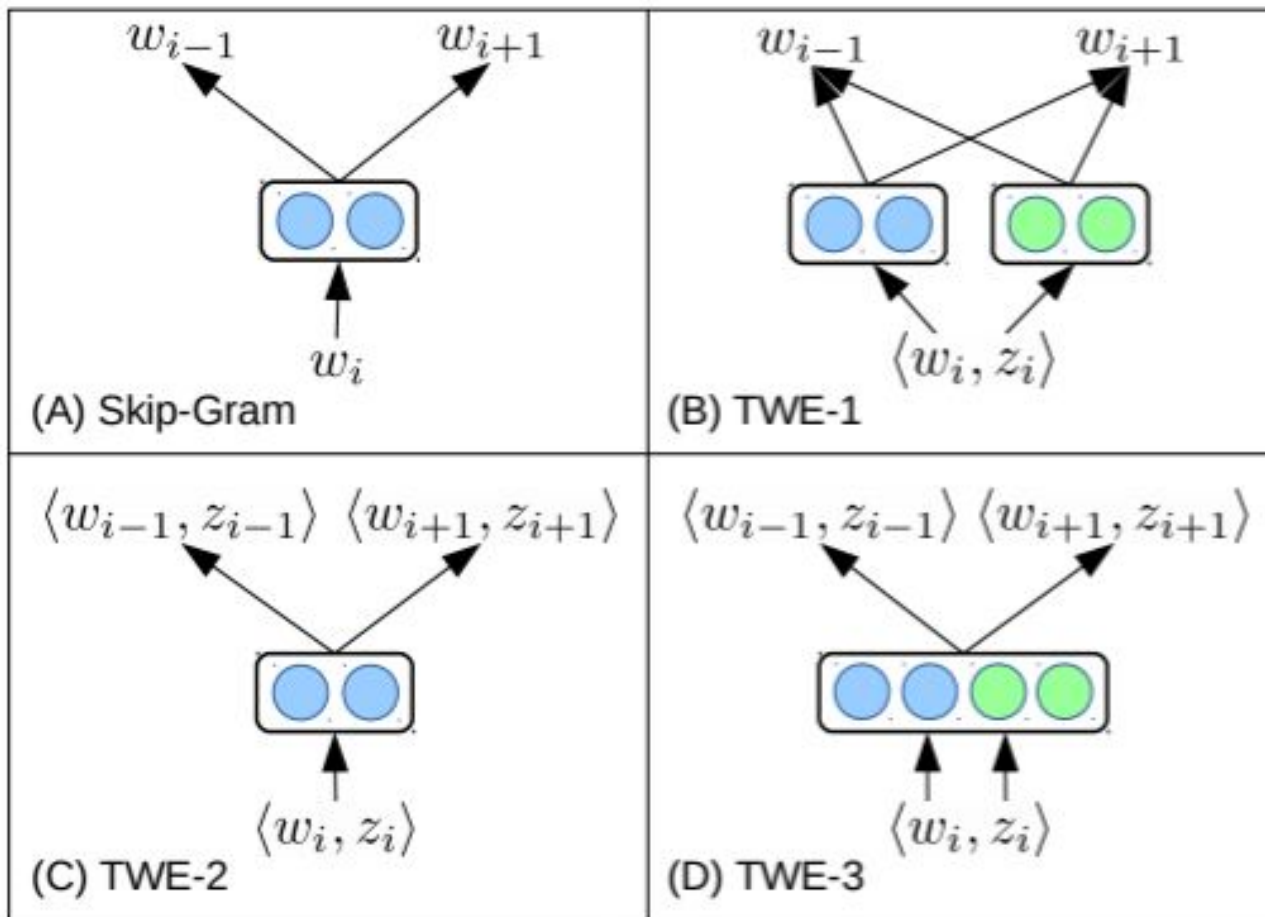 w_{i-1} w_{i+1}
w_i
(A) Skip-Gram
w_{i-1} w_{i+1}
⟨w_i, z_i⟩
(B) TWE-1
⟨w_{i-1}, z_{i-1}⟩ ⟨w_{i+1}, z_{i+1}⟩
⟨w_i, z_i⟩
(C) TWE-2
⟨w_{i-1}, z_{i-1}⟩ ⟨w_{i+1}, z_{i+1}⟩
⟨w_i, z_i⟩
(D) TWE-3